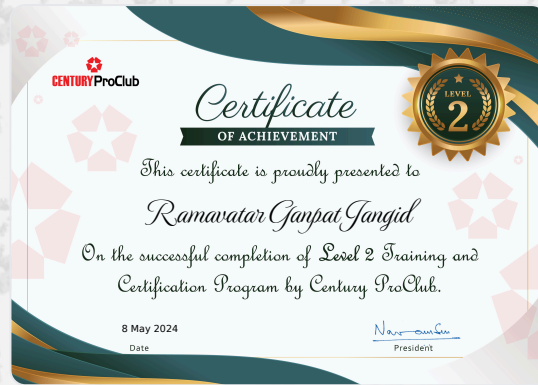 CENTURY ProClub
Certificate
OF ACHIEVEMENT
LEVEL
2
This certificate is proudly presented to
Ramavatar Ganpat Jangid
On the successful completion of Level 2 Training and
Certification Program by Century ProClub.
8 May 2024
Date
President